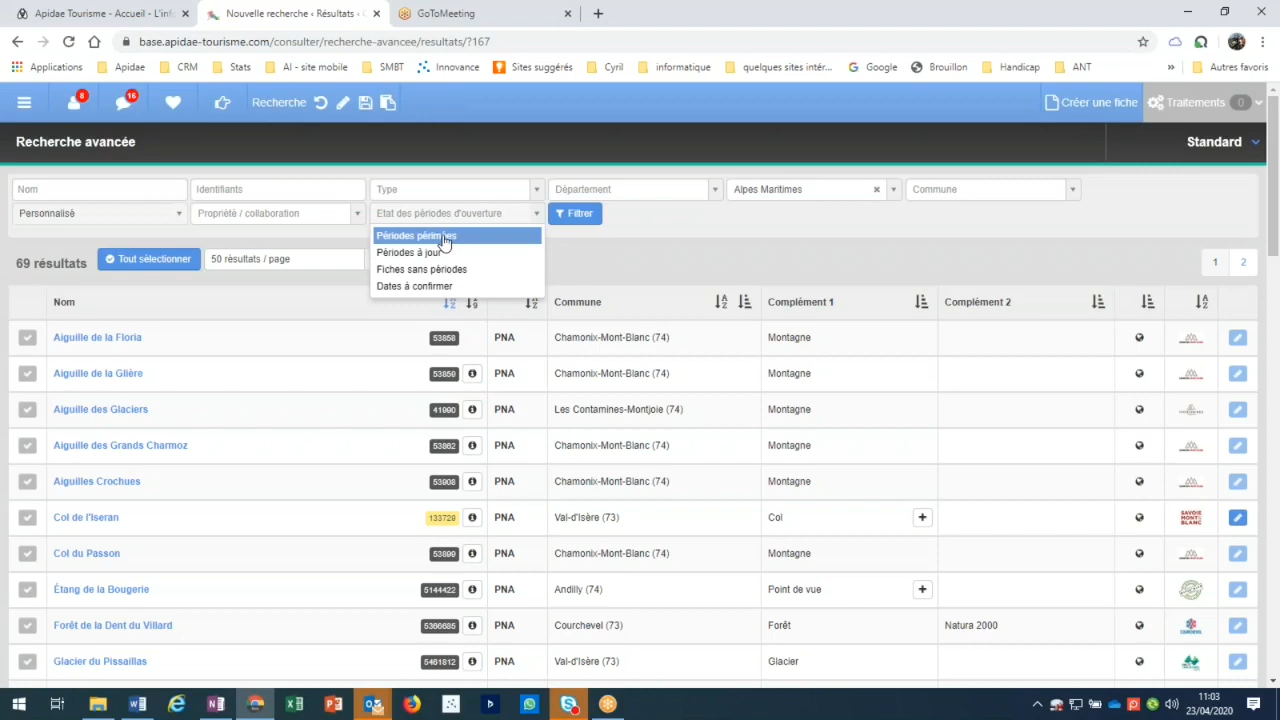 Apidae Tourisme - Accueil - L'inf
Nouvelle recherche ‹ Résultats ‹
GoToMeeting
base.apidae-tourisme.com/consulter/recherche-avancee/resultats/?167
Applications
Apidae
CRM
Stats
AI - site mobile
SMBT
Innovance
Sites suggérés
Cyril
informatique
quelques sites intér...
Google
Brouillon
Handicap
ANT
»
Autres favoris
8
16
Recherche
Créer une fiche
Traitements 0
Recherche avancée
Standard
Nom
Identifiants
Type
Département
Alpes Maritimes
Commune
Personnalisé
Propriété / collaboration
Etat des périodes d'ouverture
Filtrer
Périodes périmées
Périodes à jour
Fiches sans périodes
Dates à confirmer
69 résultats
Tout sélectionner
50 résultats / page
1 2
Nom Commune Complément 1 Complément 2
Aiguille de la Floria 53858 PNA Chamonix-Mont-Blanc (74) Montagne
Aiguille de la Glière 53859 PNA Chamonix-Mont-Blanc (74) Montagne
Aiguille des Glaciers 41990 PNA Les Contamines-Montjoie (74) Montagne
Aiguille des Grands Charmoz 53862 PNA Chamonix-Mont-Blanc (74) Montagne
Aiguilles Crochues 53908 PNA Chamonix-Mont-Blanc (74) Montagne
Col de l'Iseran 133729 PNA Val-d'Isère (73) Col + SAVOIE MONT BLANC
Col du Passon 53899 PNA Chamonix-Mont-Blanc (74) Montagne
Étang de la Bougerie 5144422 PNA Andilly (74) Point de vue +
Forêt de la Dent du Villard 5366685 PNA Courchevel (73) Forêt Natura 2000
Glacier du Pissaillas 5461812 PNA Val-d'Isère (73) Glacier
11:03
23/04/2020